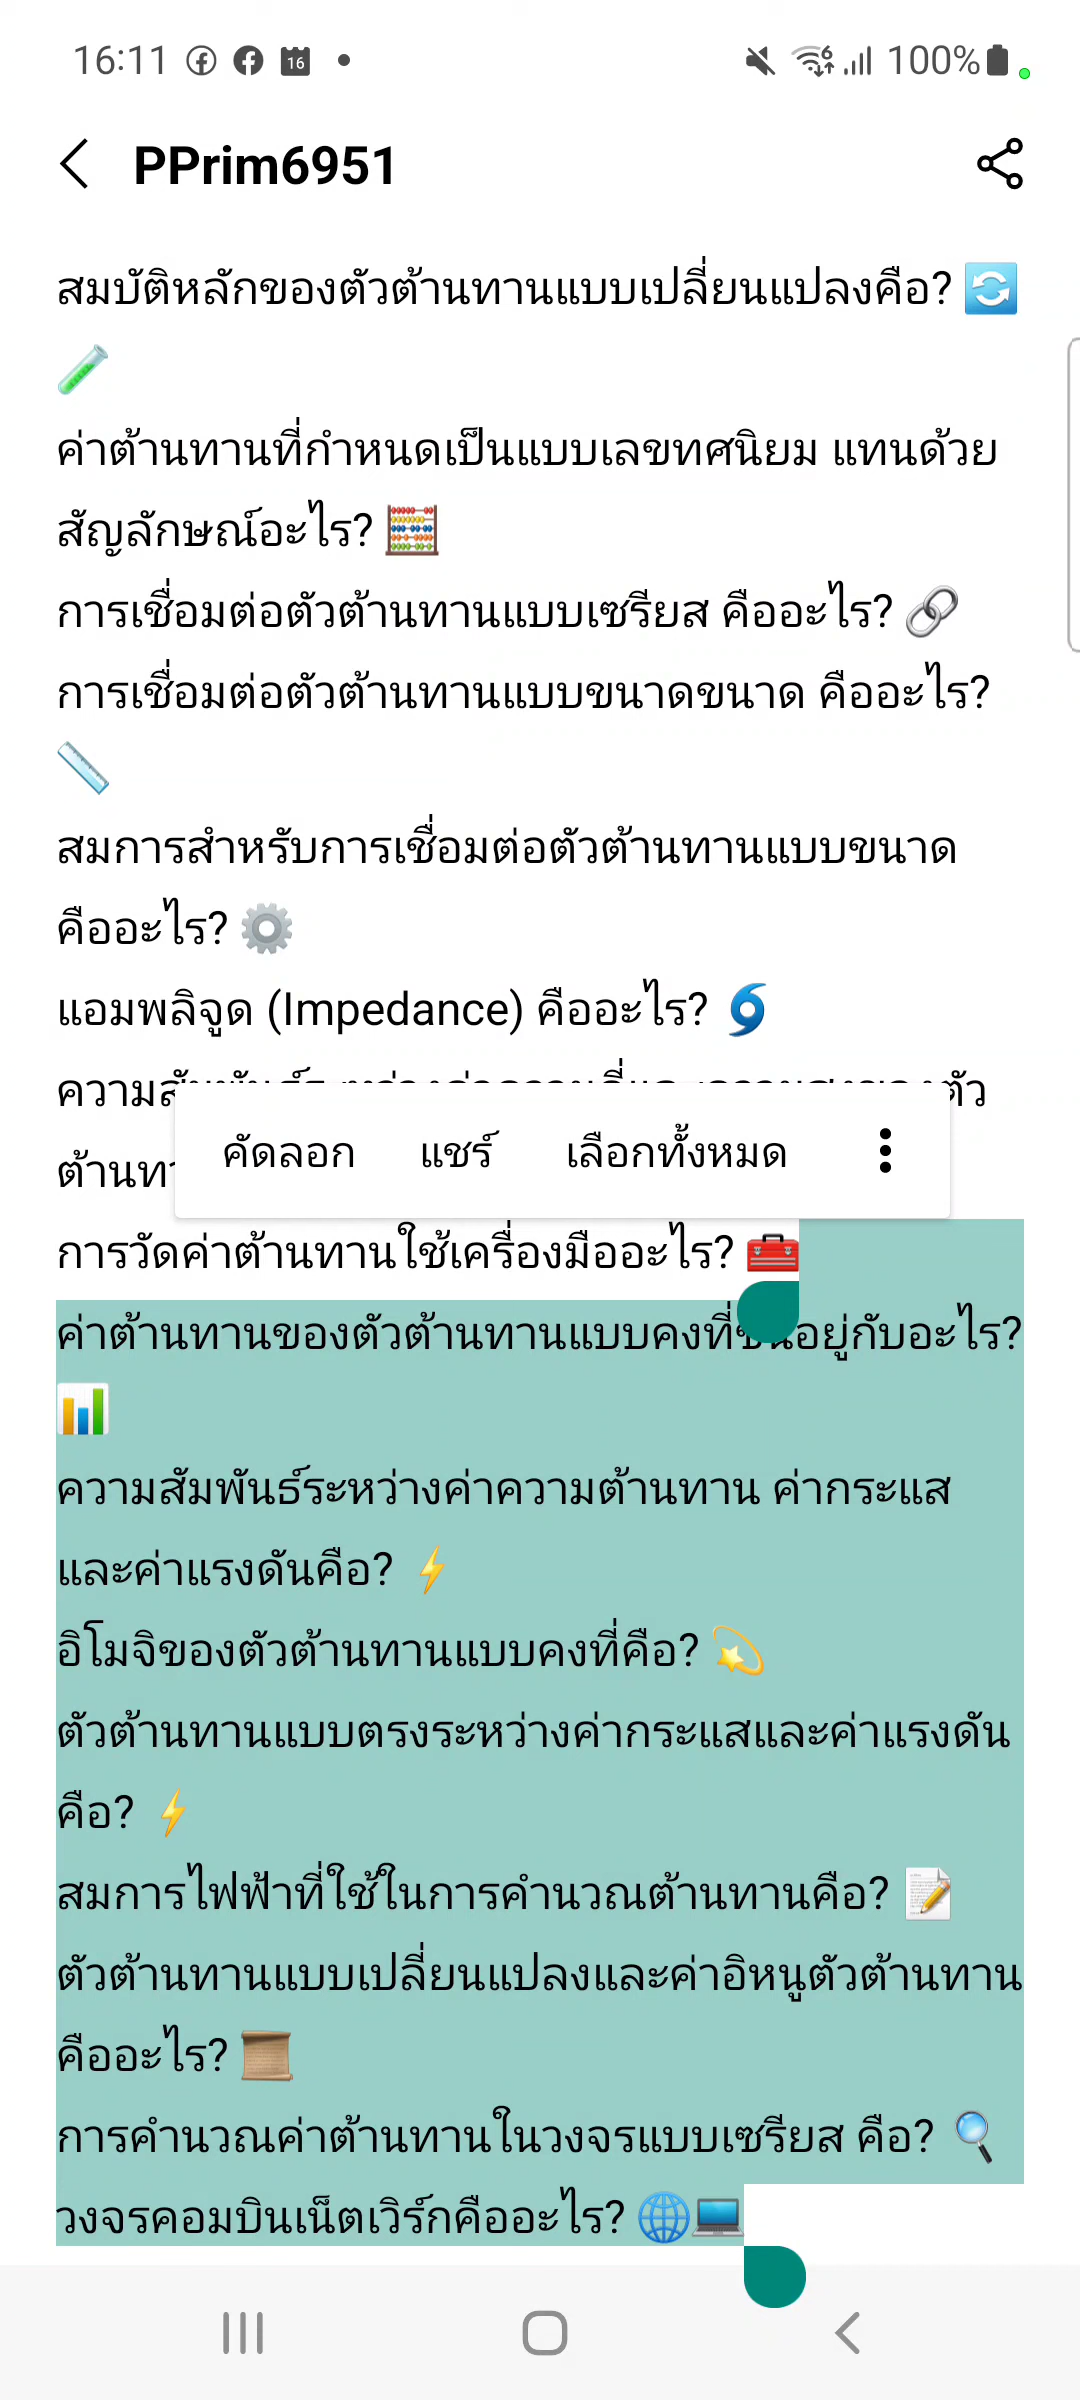 16:11 16 100%
PPrim6951
สมบัติหลักของตัวต้านทานแบบเปลี่ยนแปลงคือ? 🔄
🧪
ค่าต้านทานที่กำหนดเป็นแบบเลขทศนิยม แทนด้วย
สัญลักษณ์อะไร? 🧮
การเชื่อมต่อตัวต้านทานแบบเซรียส คืออะไร? 🔗
การเชื่อมต่อตัวต้านทานแบบขนาดขนาด คืออะไร?
📏
สมการสำหรับการเชื่อมต่อตัวต้านทานแบบขนาด
คืออะไร? ⚙️
แอมพลิจูด (Impedance) คืออะไร? 🌀
ตัว
คัดลอก แชร์ เลือกทั้งหมด
การวัดค่าต้านทานใช้เครื่องมืออะไร? 🧰
ค่าต้านทานของตัวต้านทานแบบคงที่ขึ้นอยู่กับอะไร?
📊
ความสัมพันธ์ระหว่างค่าความต้านทาน ค่ากระแส
และค่าแรงดันคือ? ⚡
อิโมจิของตัวต้านทานแบบคงที่คือ? 💫
ตัวต้านทานแบบตรงระหว่างค่ากระแสและค่าแรงดัน
คือ? ⚡
สมการไฟฟ้าที่ใช้ในการคำนวณต้านทานคือ? 📝
ตัวต้านทานแบบเปลี่ยนแปลงและค่าอิหนูตัวต้านทาน
คืออะไร? 📜
การคำนวณค่าต้านทานในวงจรแบบเซรียส คือ? 🔍
วงจรคอมบินเน็ตเวิร์กคืออะไร? 🌐💻